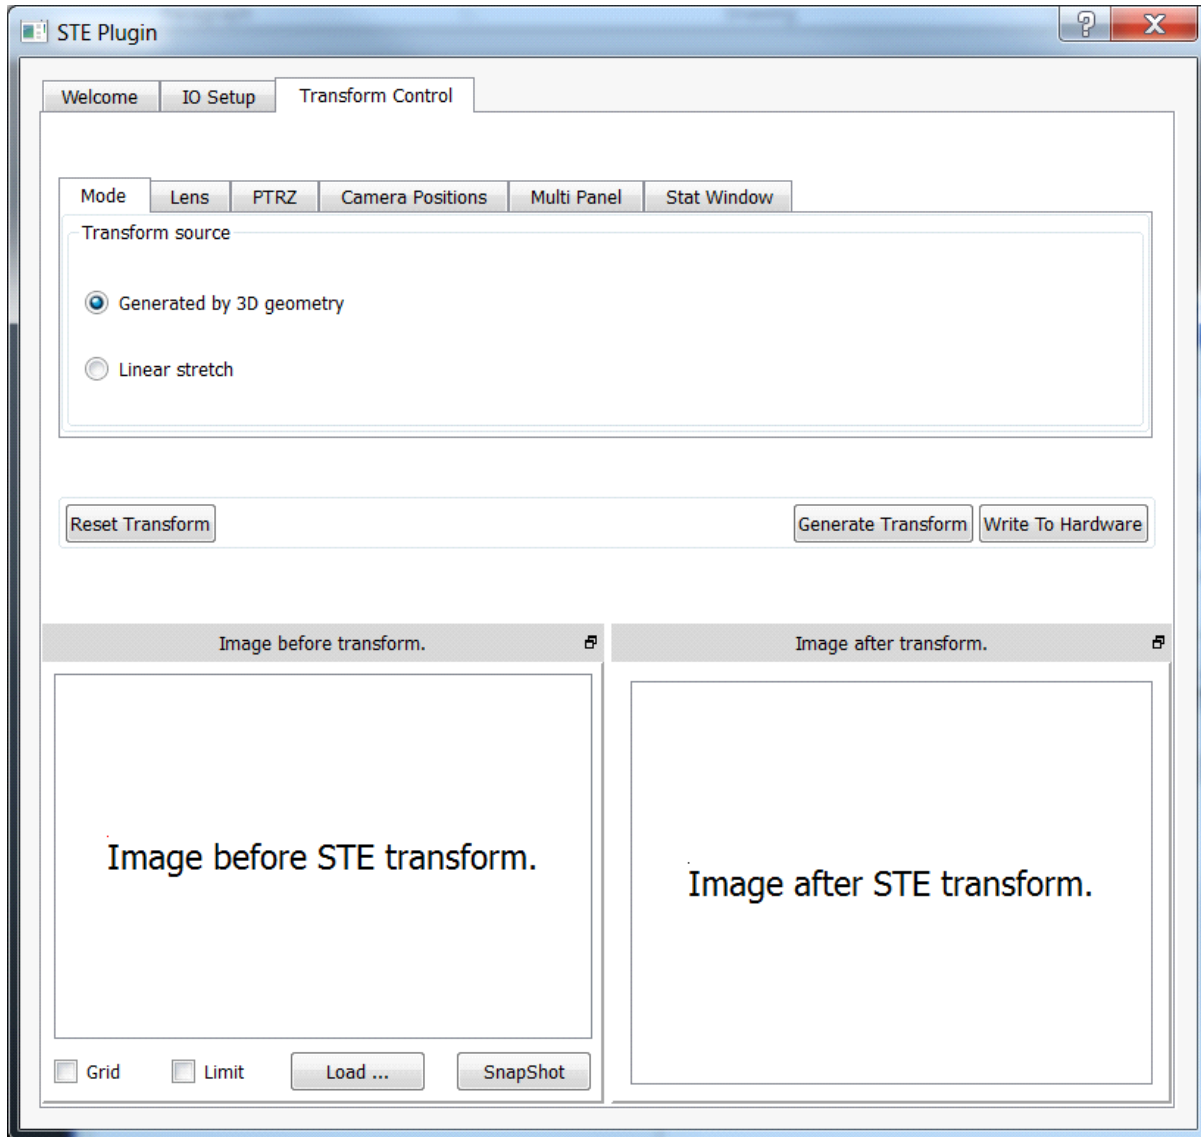 STE Plugin
Welcome IO Setup Transform Control
Mode Lens PTRZ Camera Positions Multi Panel Stat Window
Transform source
Generated by 3D geometry
Linear stretch
Reset Transform Generate Transform Write To Hardware
Image before transform. Image after transform.
Image before STE transform.
Image after STE transform.
Grid Limit Load ... SnapShot